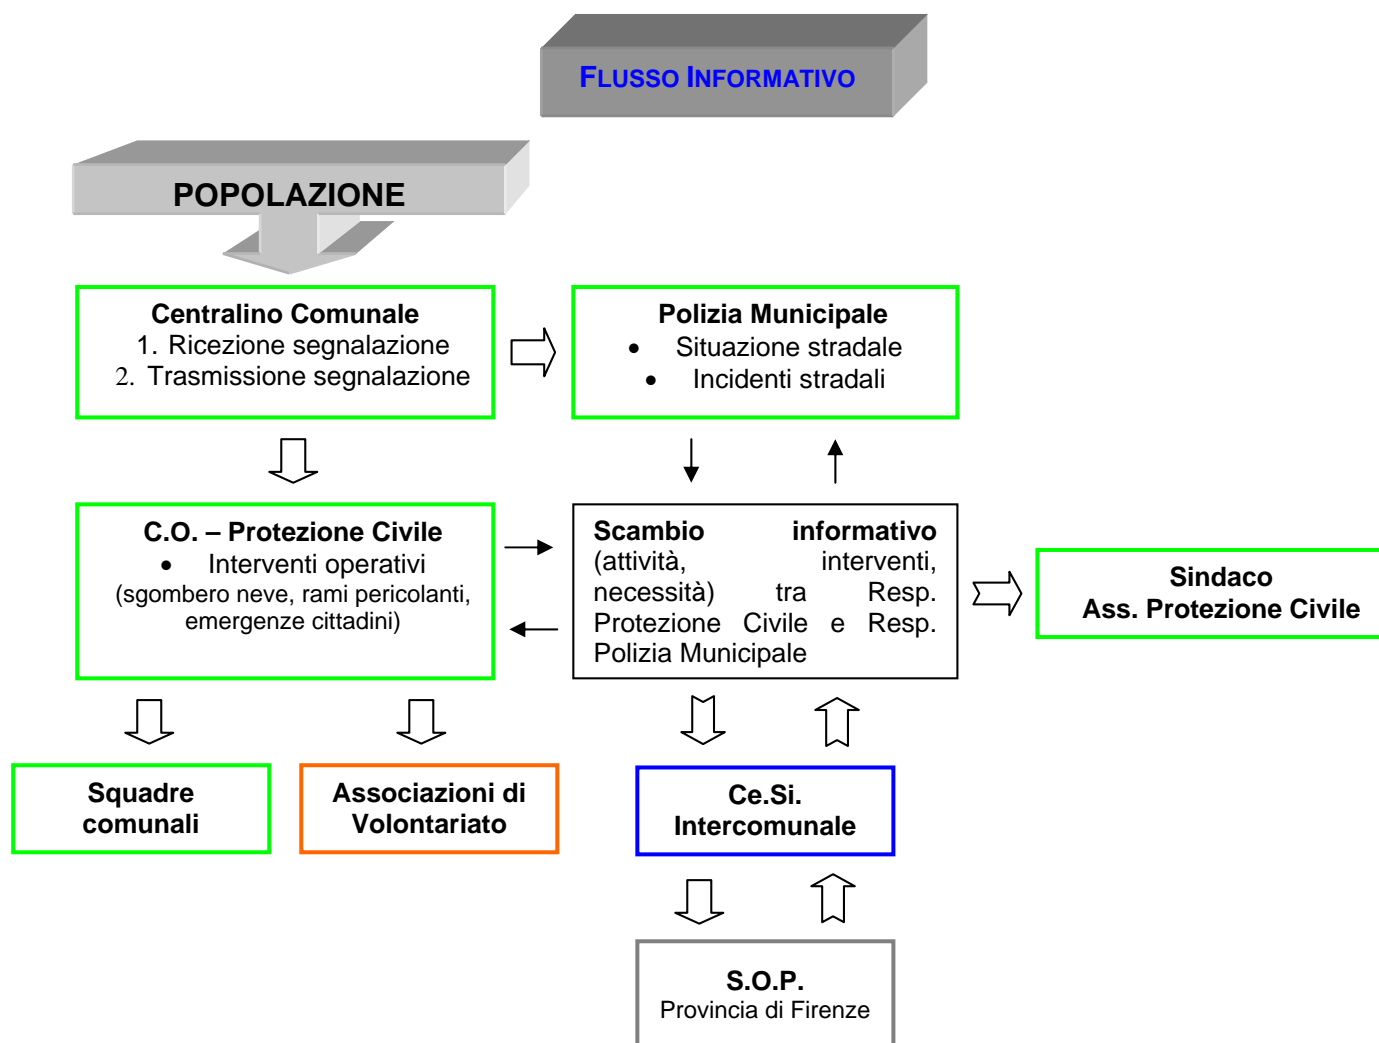 FLUSSO INFORMATIVO
POPOLAZIONE
Centralino Comunale
1. Ricezione segnalazione
2. Trasmissione segnalazione
Polizia Municipale
• Situazione stradale
• Incidenti stradali
C.O. – Protezione Civile
• Interventi operativi
(sgombero neve, rami pericolanti,
emergenze cittadini)
Scambio informativo
(attività, interventi,
necessità) tra Resp.
Protezione Civile e Resp.
Polizia Municipale
Sindaco
Ass. Protezione Civile
Squadre
comunali
Associazioni di
Volontariato
Ce.Si.
Intercomunale
S.O.P.
Provincia di Firenze